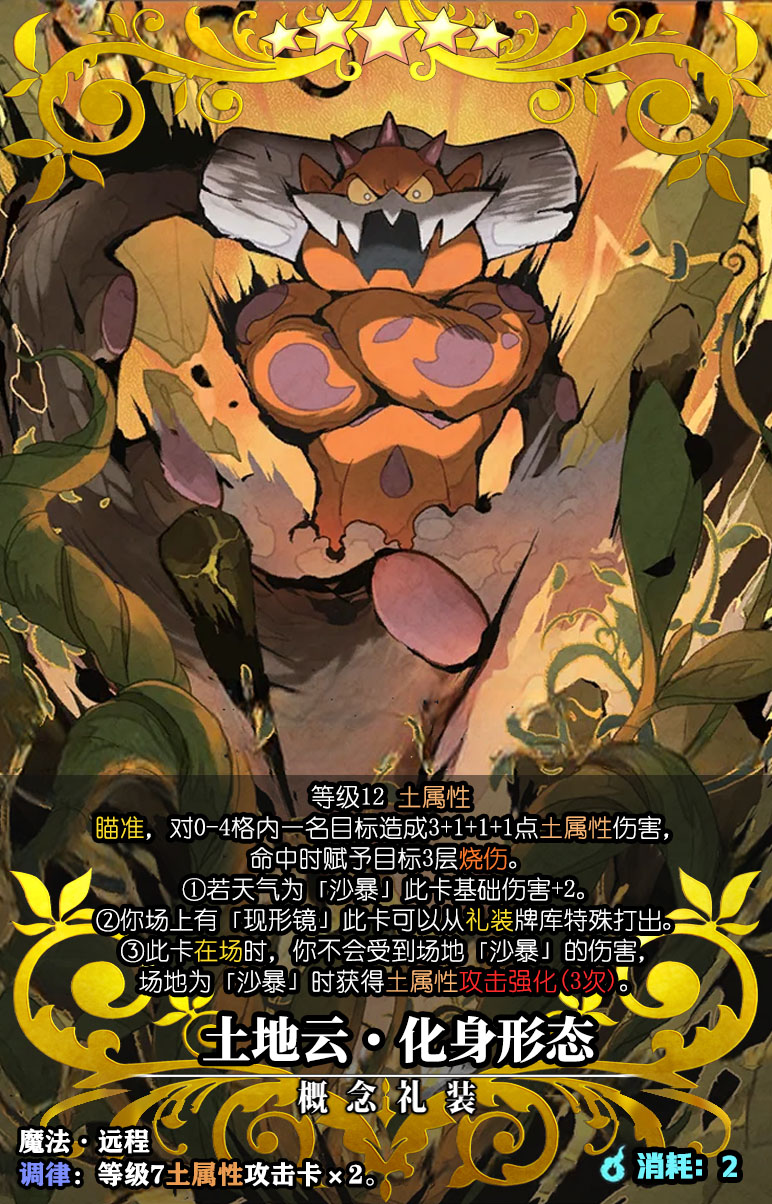 等级12 土属性
瞄准，对0-4格内一名目标造成3+1+1+1点土属性伤害，
命中时赋予目标3层烧伤。
①若天气为「沙暴」此卡基础伤害+2。
②你场上有「现形镜」此卡可以从礼装牌库特殊打出。
③此卡在场时，你不会受到场地「沙暴」的伤害，
场地为「沙暴」时获得土属性攻击强化(3次)。
土地云·化身形态
概念礼装
魔法·远程
调律：等级7土属性攻击卡×2。
消耗：2